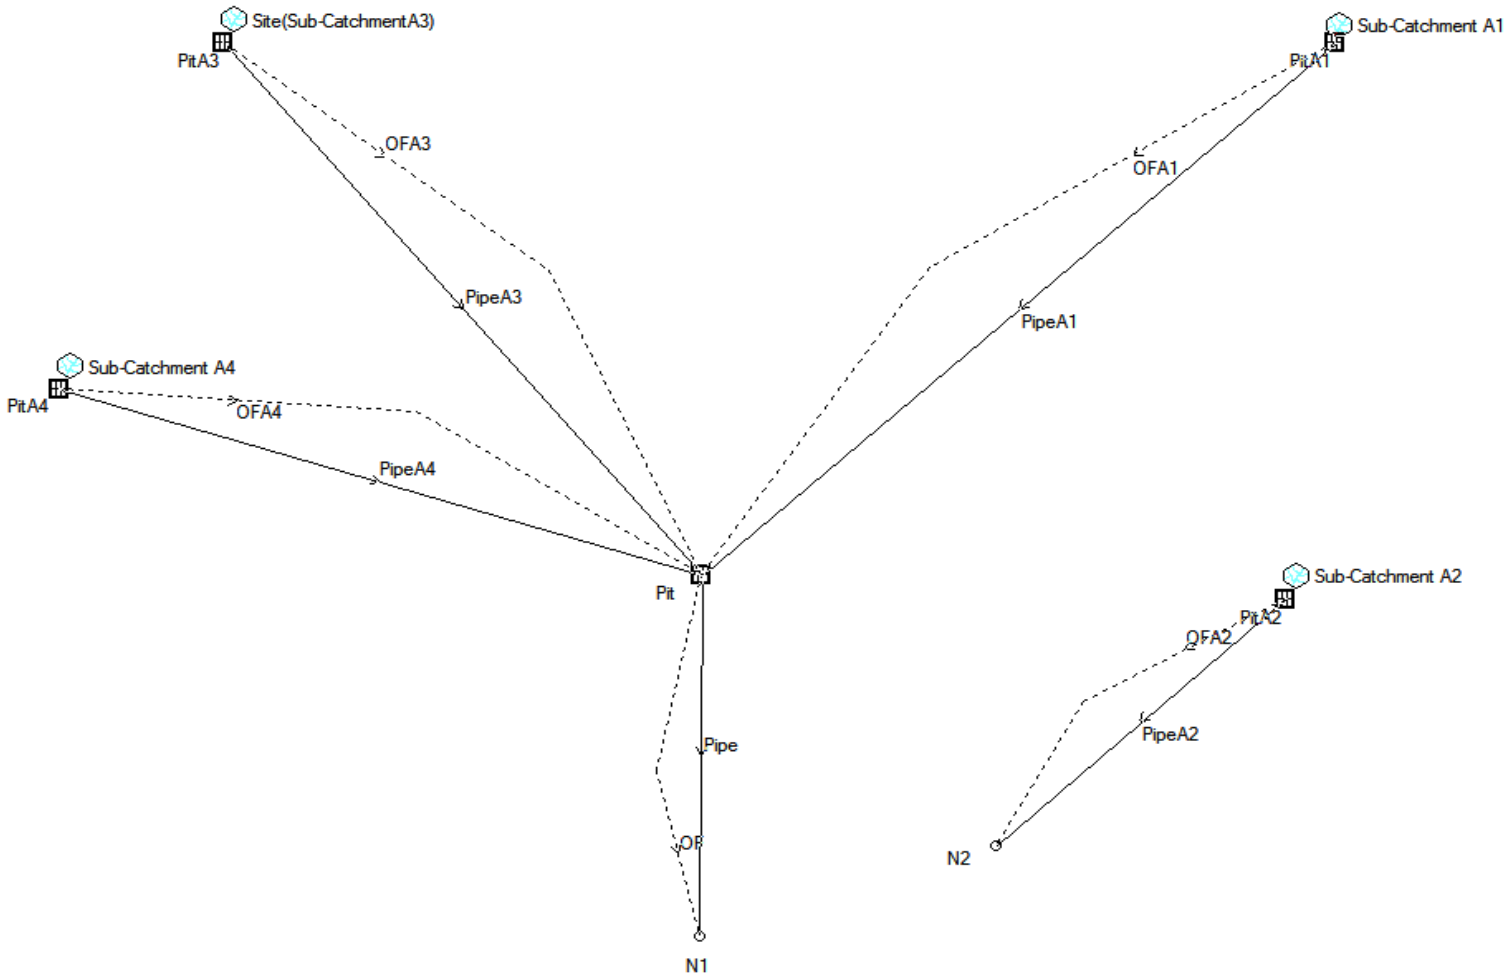 Site(Sub-CatchmentA3)
Sub-Catchment A1
PitA3
PitA1
OFA3
OFA1
PipeA3
PipeA1
Sub-Catchment A4
PitA4
OFA4
PipeA4
Pit
Sub-Catchment A2
PitA2
OFA2
PipeA2
Pipe
OF
N2
N1